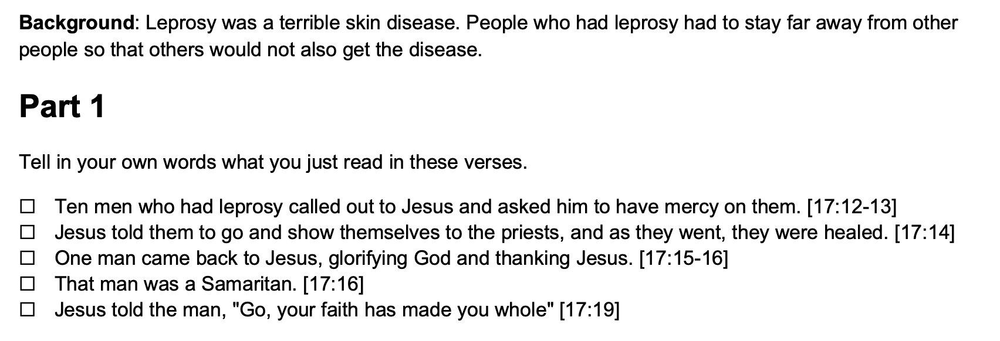 Background: Leprosy was a terrible skin disease. People who had leprosy had to stay far away from other
people so that others would not also get the disease.
Part 1
Tell in your own words what you just read in these verses.
☐ Ten men who had leprosy called out to Jesus and asked him to have mercy on them. [17:12-13]
☐ Jesus told them to go and show themselves to the priests, and as they went, they were healed. [17:14]
☐ One man came back to Jesus, glorifying God and thanking Jesus. [17:15-16]
☐ That man was a Samaritan. [17:16]
☐ Jesus told the man, "Go, your faith has made you whole" [17:19]